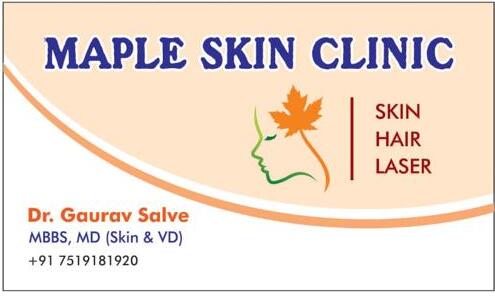 MAPLE SKIN CLINIC
SKIN
HAIR
LASER
Dr. Gaurav Salve
MBBS, MD (Skin & VD)
+91 7519181920